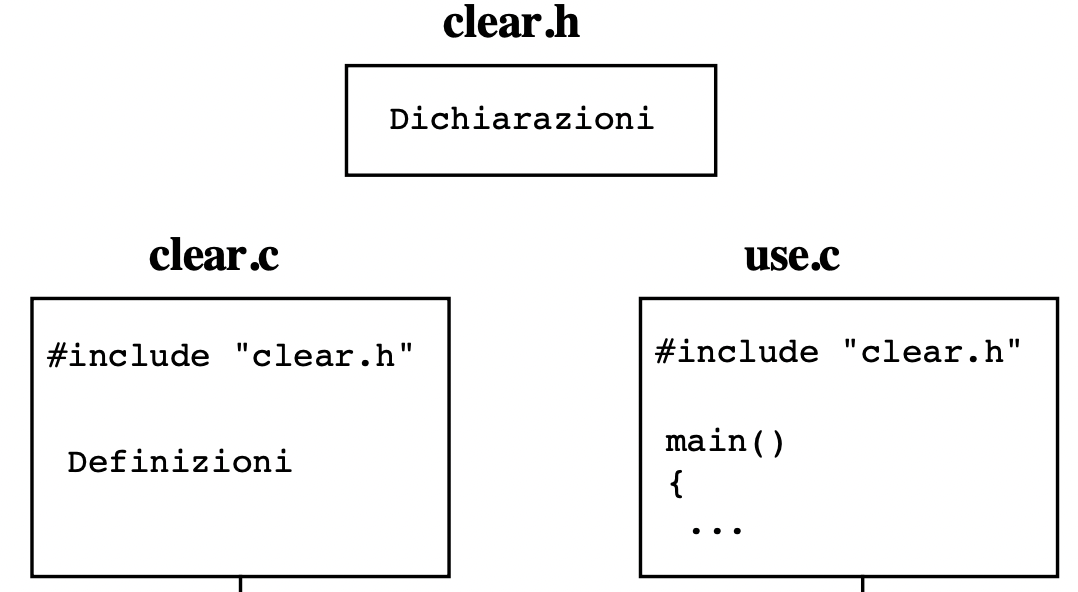 clear.h
Dichiarazioni
clear.c
#include "clear.h"
Definizioni
use.c
#include "clear.h"
main()
{
...